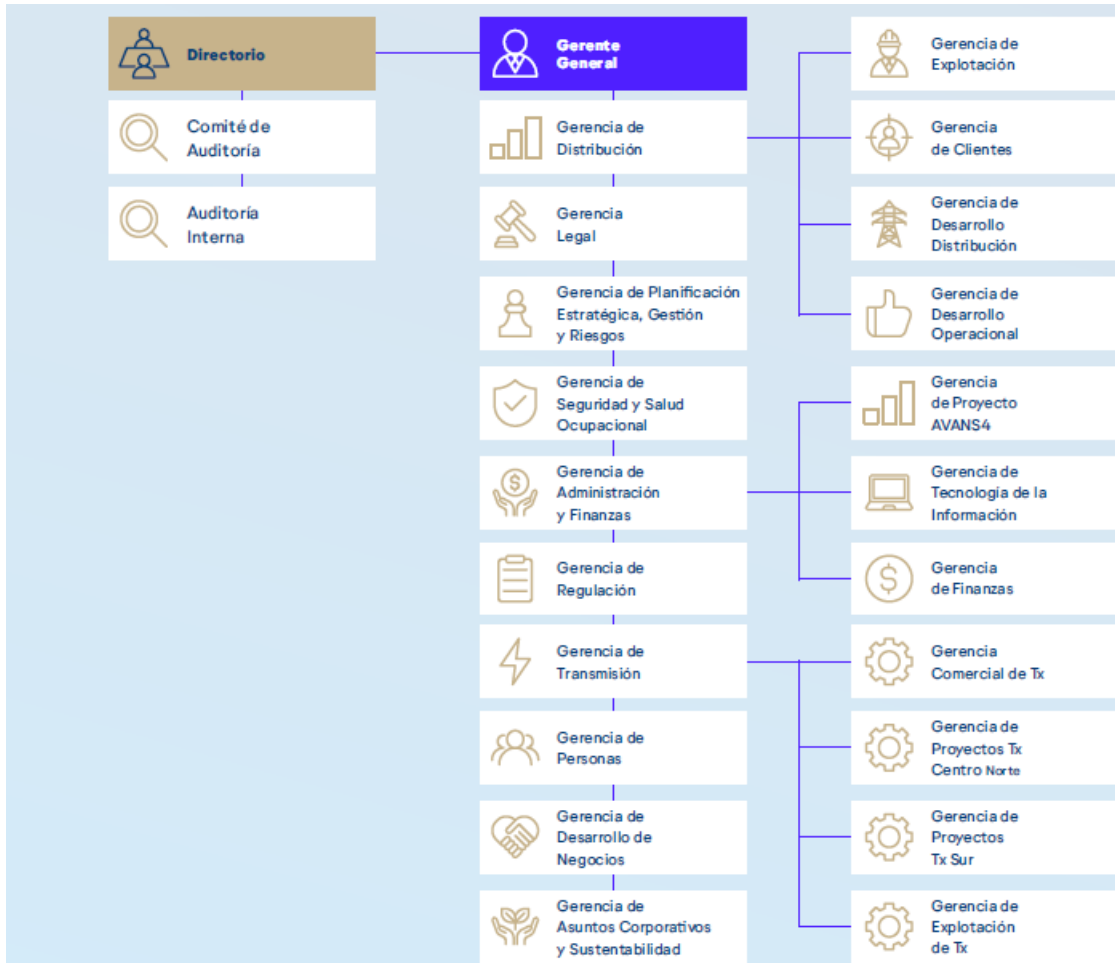 Directorio
Comité de
Auditoría
Auditoría
Interna
Gerente
General
Gerencia de
Distribución
Gerencia
Legal
Gerencia de Planificación
Estratégica, Gestión
y Riesgos
Gerencia de
Seguridad y Salud
Ocupacional
Gerencia de
Administración
y Finanzas
Gerencia de
Regulación
Gerencia de
Transmisión
Gerencia de
Personas
Gerencia de
Desarrollo de
Negocios
Gerencia de
Asuntos Corporativos
y Sustentabilidad
Gerencia de
Explotación
Gerencia
de Clientes
Gerencia de
Desarrollo
Distribución
Gerencia de
Desarrollo
Operacional
Gerencia
de Proyecto
AVANS4
Gerencia de
Tecnología de la
Información
Gerencia
de Finanzas
Gerencia
Comercial de Tx
Gerencia de
Proyectos Tx
Centro Norte
Gerencia de
Proyectos
Tx Sur
Gerencia de
Explotación
de Tx